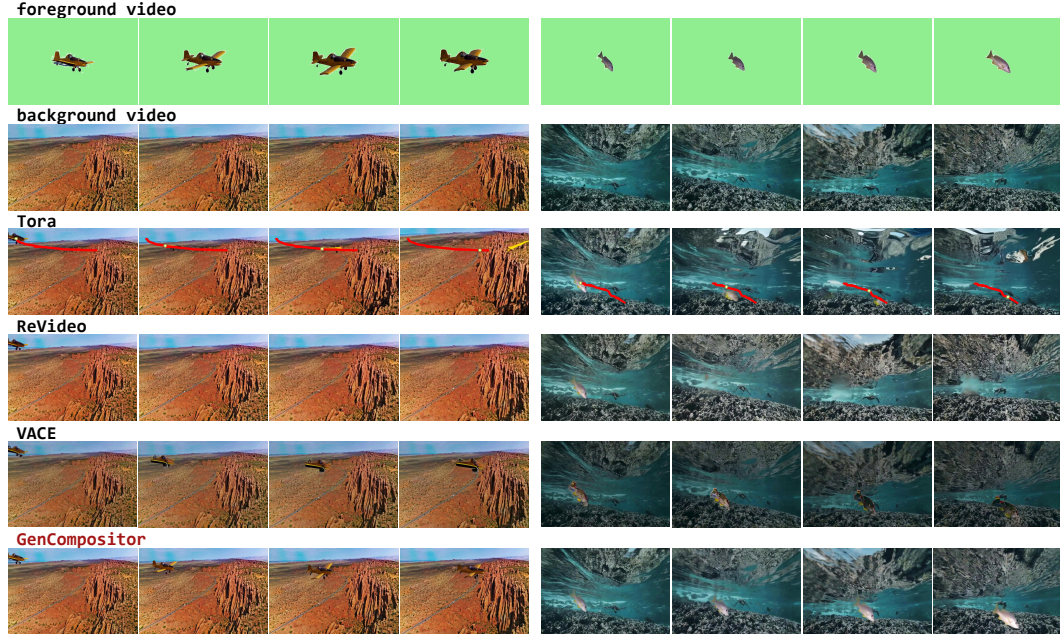 foreground video
background video
Tora
ReVideo
VACE
GenCompositor